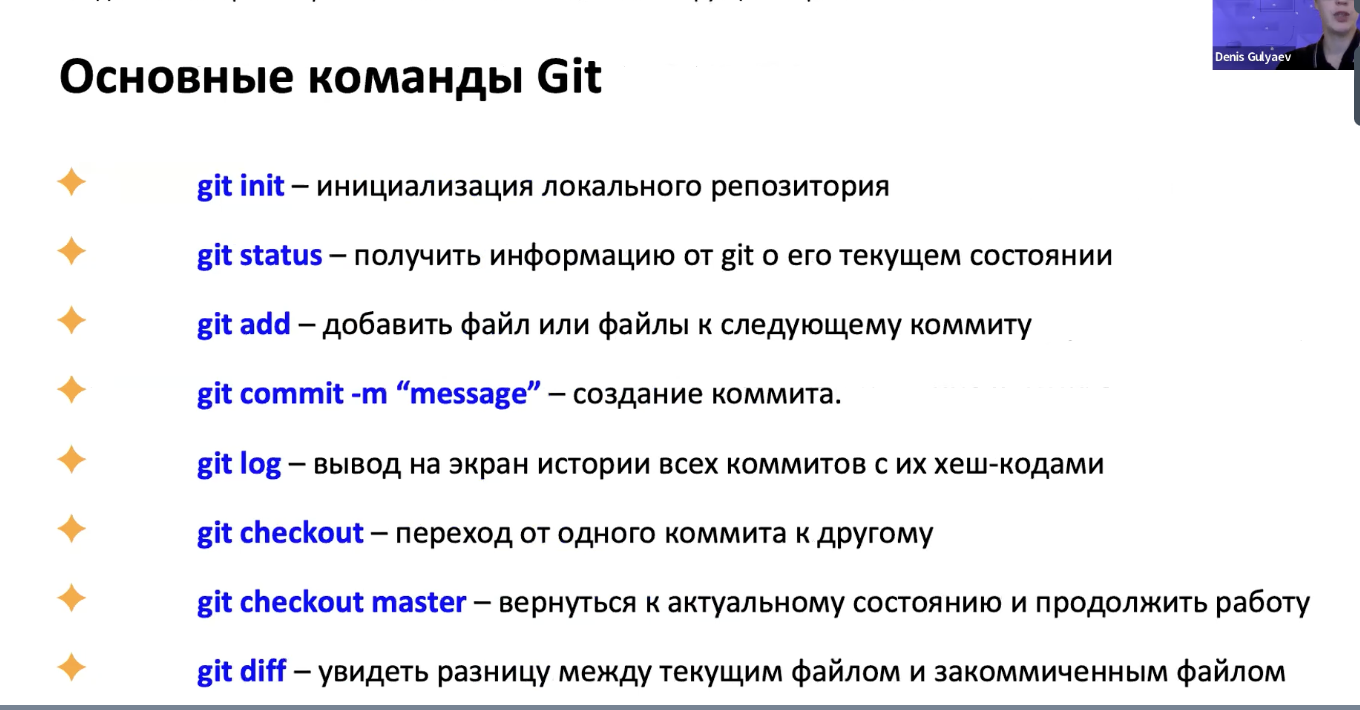 Denis Gulyaev
Основные команды Git
git init – инициализация локального репозитория
git status – получить информацию от git о его текущем состоянии
git add – добавить файл или файлы к следующему коммиту
git commit -m “message” – создание коммита.
git log – вывод на экран истории всех коммитов с их хеш-кодами
git checkout – переход от одного коммита к другому
git checkout master – вернуться к актуальному состоянию и продолжить работу
git diff – увидеть разницу между текущим файлом и закоммиченным файлом